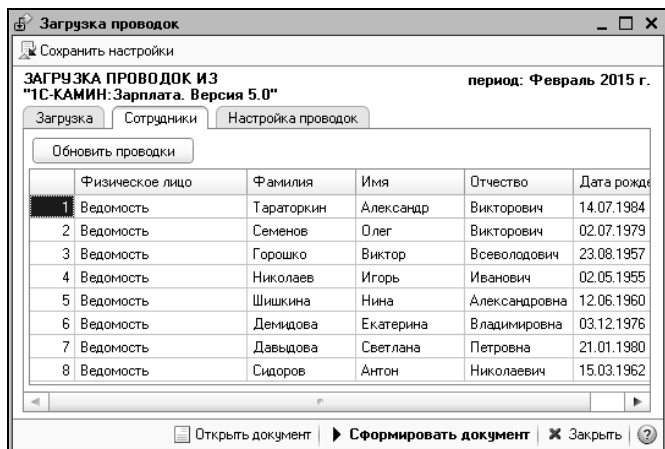 Загрузка проводок
Сохранить настройки
ЗАГРУЗКА ПРОВОДОК ИЗ
"1С-КАМИН:Зарплата. Версия 5.0"
период: Февраль 2015 г.
Загрузка Сотрудники Настройка проводок
Обновить проводки
Физическое лицо Фамилия Имя Отчество Дата рожде
1 Ведомость Тараторкин Александр Викторович 14.07.1984
2 Ведомость Семенов Олег Викторович 02.07.1979
3 Ведомость Горошко Виктор Всеволодович 23.08.1957
4 Ведомость Николаев Игорь Иванович 02.05.1955
5 Ведомость Шишкина Нина Александровна 12.06.1960
6 Ведомость Демидова Екатерина Владимировна 03.12.1976
7 Ведомость Давыдова Светлана Петровна 21.01.1980
8 Ведомость Сидоров Антон Николаевич 15.03.1962
Открыть документ Сформировать документ Закрыть ?